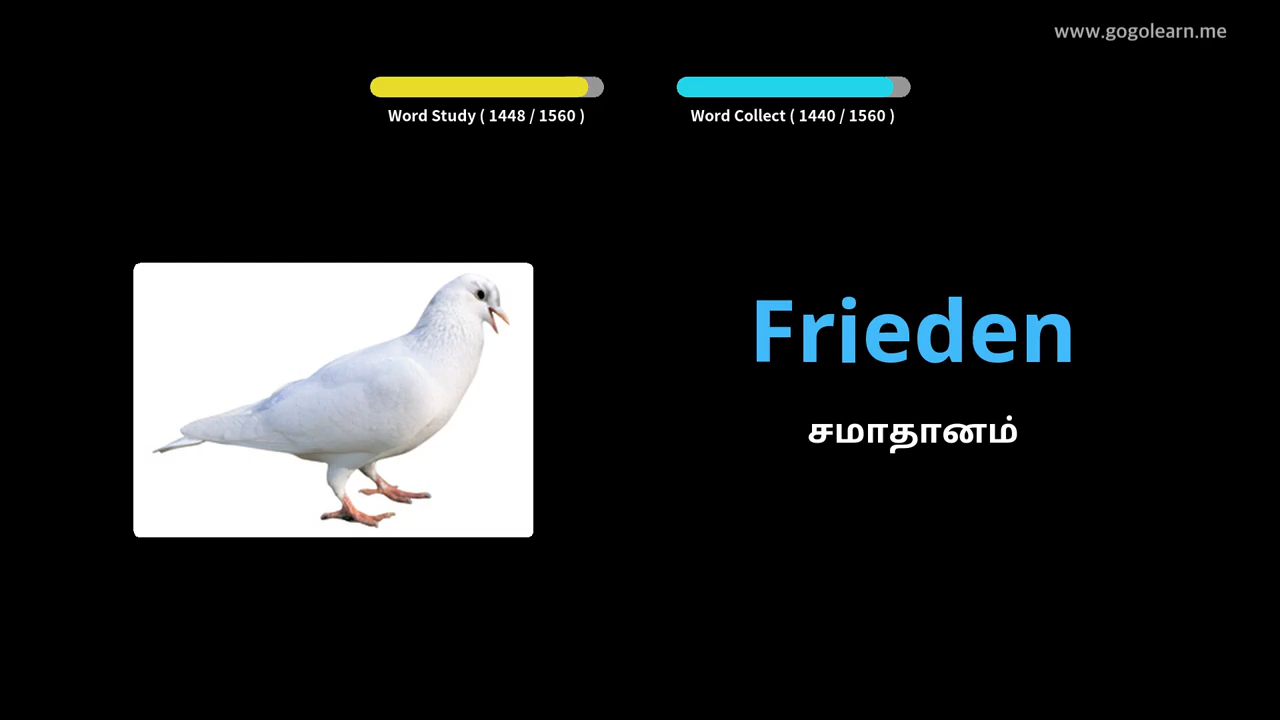 www.gogolearn.me
Word Study ( 1448 / 1560 )
Word Collect ( 1440 / 1560 )
Frieden
சமாதானம்